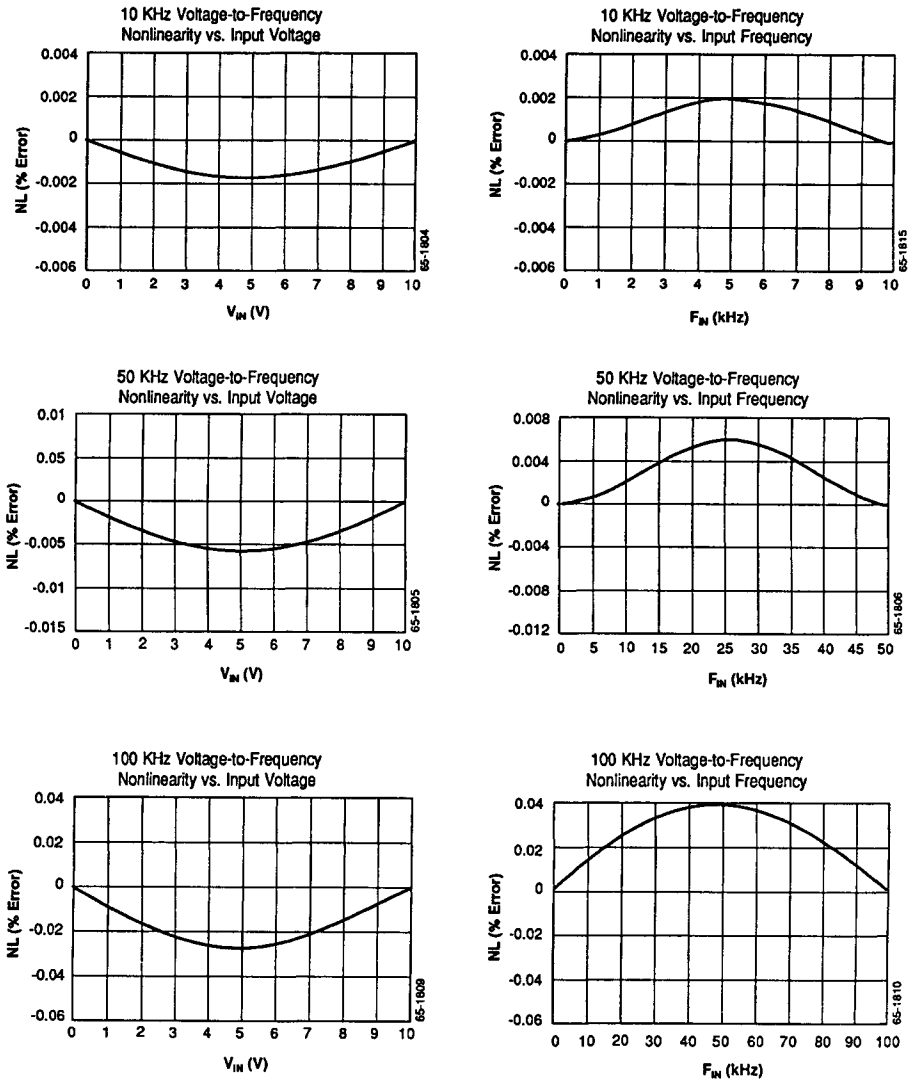 10 KHz Voltage-to-Frequency
Nonlinearity vs. Input Voltage
0.004
0.002
0
-0.002
-0.004
-0.006
NL (% Error)
0 1 2 3 4 5 6 7 8 9 10
VIN (V)
65-1804
10 KHz Voltage-to-Frequency
Nonlinearity vs. Input Frequency
0.004
0.002
0
-0.002
-0.004
-0.006
NL (% Error)
0 1 2 3 4 5 6 7 8 9 10
FIN (kHz)
65-1815
50 KHz Voltage-to-Frequency
Nonlinearity vs. Input Voltage
0.01
0.05
0
-0.005
-0.01
-0.015
NL (% Error)
0 1 2 3 4 5 6 7 8 9 10
VIN (V)
65-1805
50 KHz Voltage-to-Frequency
Nonlinearity vs. Input Frequency
0.008
0.004
0
-0.004
-0.008
-0.012
NL (% Error)
0 5 10 15 20 25 30 35 40 45 50
FIN (kHz)
65-1806
100 KHz Voltage-to-Frequency
Nonlinearity vs. Input Voltage
0.04
0.02
0
-0.02
-0.04
-0.06
NL (% Error)
0 1 2 3 4 5 6 7 8 9 10
VIN (V)
65-1809
100 KHz Voltage-to-Frequency
Nonlinearity vs. Input Frequency
0.04
0.02
0
-0.02
-0.04
-0.06
NL (% Error)
0 10 20 30 40 50 60 70 80 90 100
FIN (kHz)
65-1810